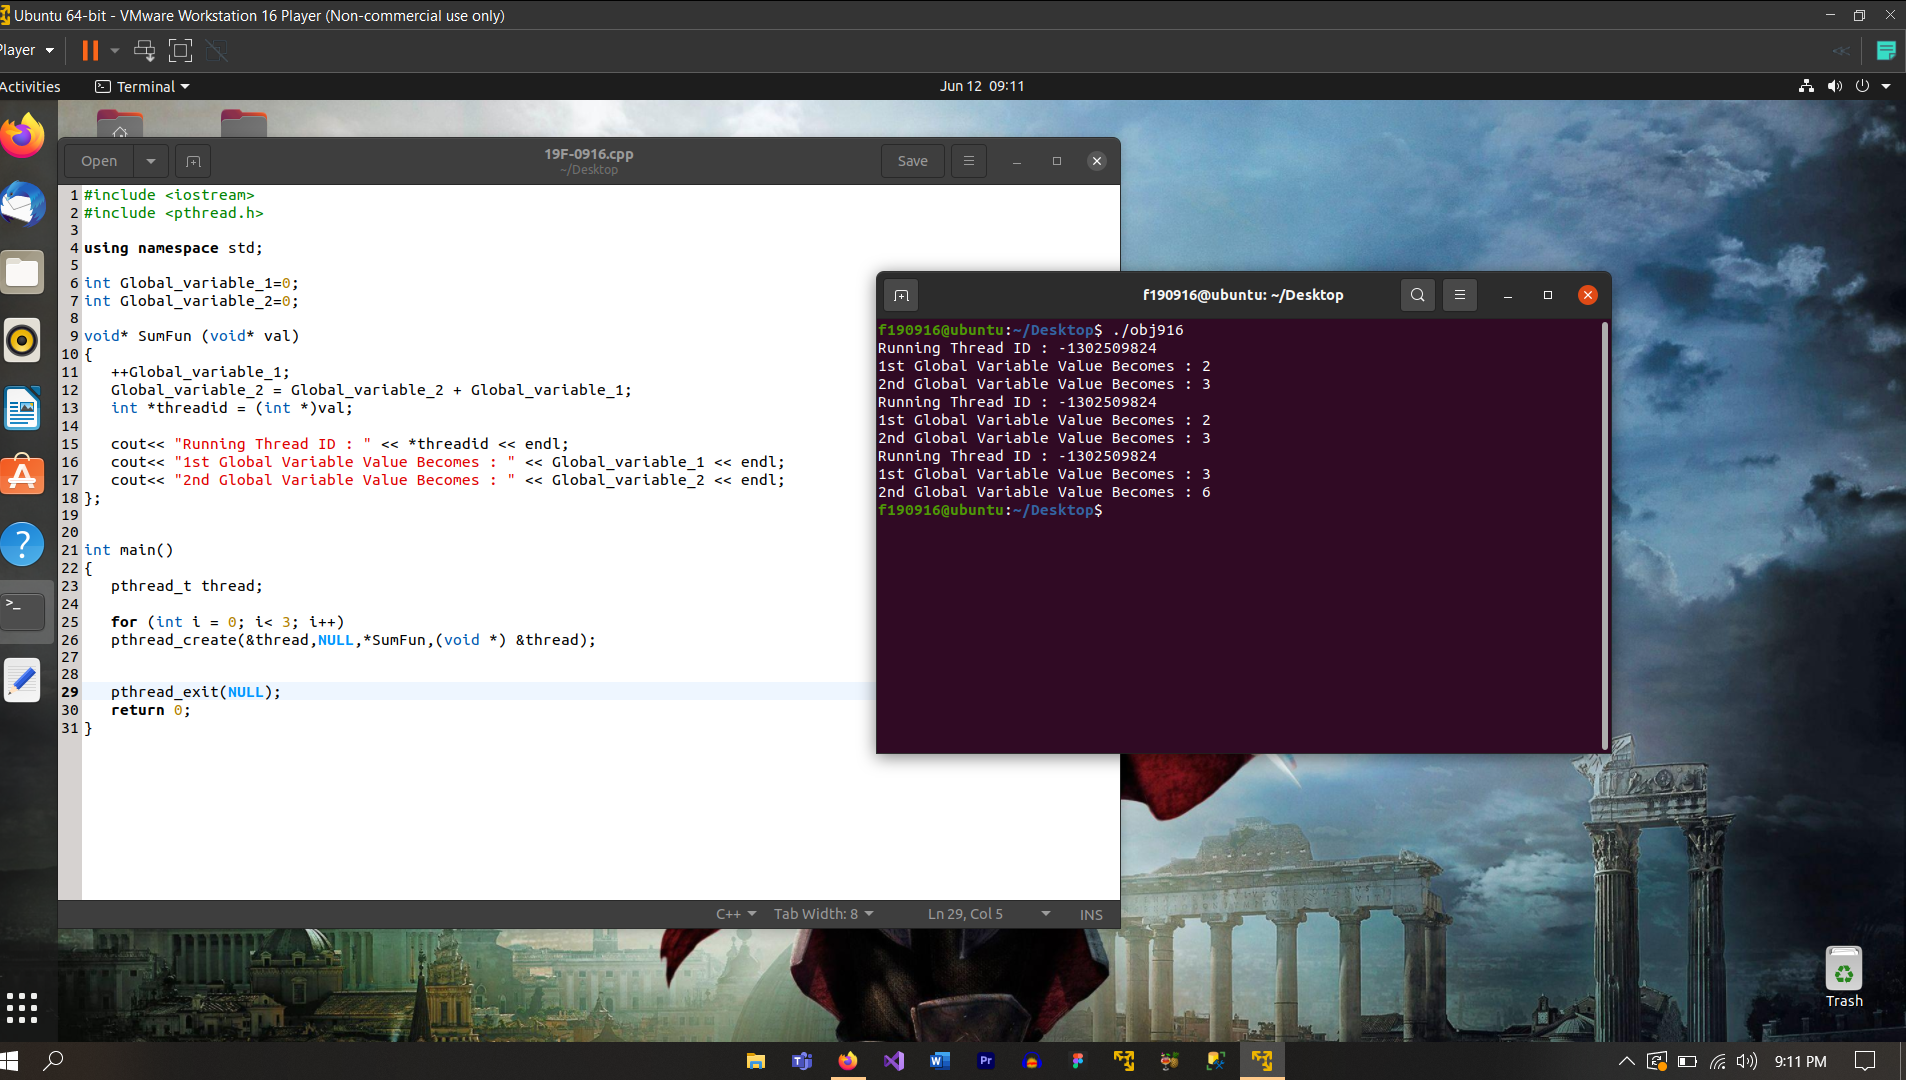 Ubuntu 64-bit - VMware Workstation 16 Player (Non-commercial use only)
Player
Activities
Terminal
Jun 12 09:11
Open
19F-0916.cpp
~/Desktop
Save
1 #include <iostream>
2 #include <pthread.h>
3
4 using namespace std;
5
6 int Global_variable_1=0;
7 int Global_variable_2=0;
8
9 void* SumFun (void* val)
10 {
11 ++Global_variable_1;
12 Global_variable_2 = Global_variable_2 + Global_variable_1;
13 int *threadid = (int *)val;
14
15 cout<< "Running Thread ID : " << *threadid << endl;
16 cout<< "1st Global Variable Value Becomes : " << Global_variable_1 << endl;
17 cout<< "2nd Global Variable Value Becomes : " << Global_variable_2 << endl;
18 };
19
20
21 int main()
22 {
23 pthread_t thread;
24
25 for (int i = 0; i< 3; i++)
26 pthread_create(&thread,NULL,*SumFun,(void *) &thread);
27
28
29 pthread_exit(NULL);
30 return 0;
31 }
C++
Tab Width: 8
Ln 29, Col 5
INS
f190916@ubuntu: ~/Desktop
f190916@ubuntu:~/Desktop$ ./obj916
Running Thread ID : -1302509824
1st Global Variable Value Becomes : 2
2nd Global Variable Value Becomes : 3
Running Thread ID : -1302509824
1st Global Variable Value Becomes : 2
2nd Global Variable Value Becomes : 3
Running Thread ID : -1302509824
1st Global Variable Value Becomes : 3
2nd Global Variable Value Becomes : 6
f190916@ubuntu:~/Desktop$
Trash
Pr
9:11 PM